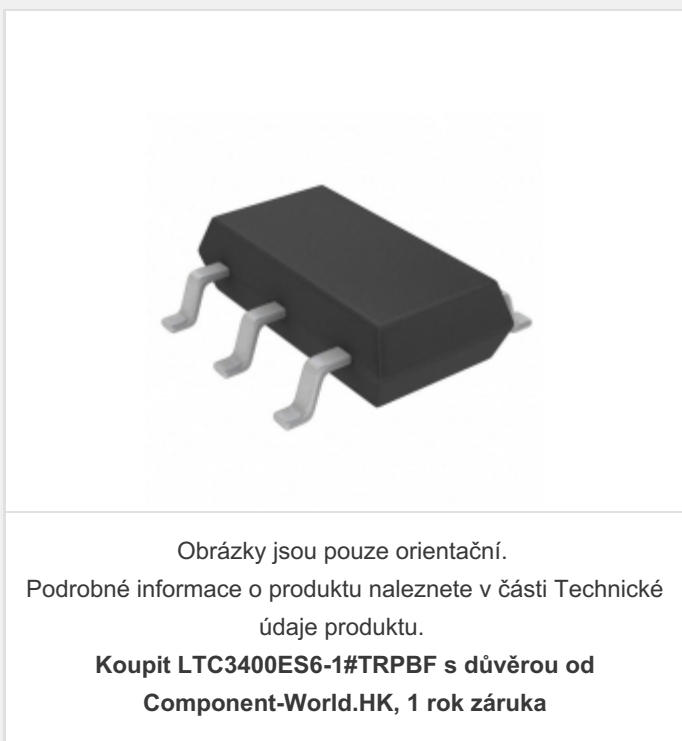 Obrázky jsou pouze orientační.
Podrobné informace o produktu naleznete v části Technické
údaje produktu.
Koupit LTC3400ES6-1#TRPBF s důvěrou od
Component-World.HK, 1 rok záruka